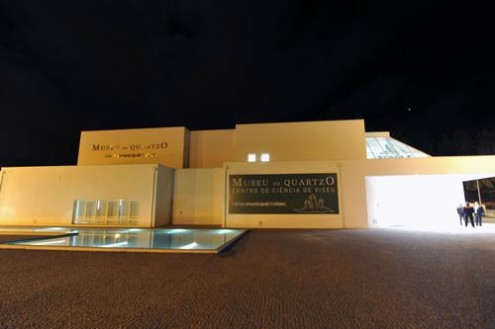 MUSEU DO QUARTZO
MUSEU DO QUARTZO
CENTRO DE CIÊNCIA DE VISEU